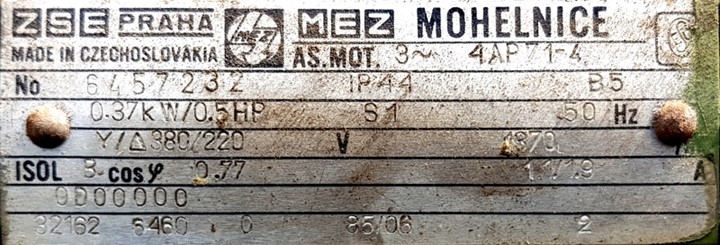 ZSE PRAHA MEZ MEZ MOHELNICE
MADE IN CZECHOSLOVAKIA AS.MOT. 3~ 4AP71-4
No 6457232 IP44 B5
0.37kW/0.5HP S1 50 Hz
Y/△380/220 V 1370
ISOL B cosφ 0.77 1.1/1.9 A
0D00000
32162 6460 0 85/06 2